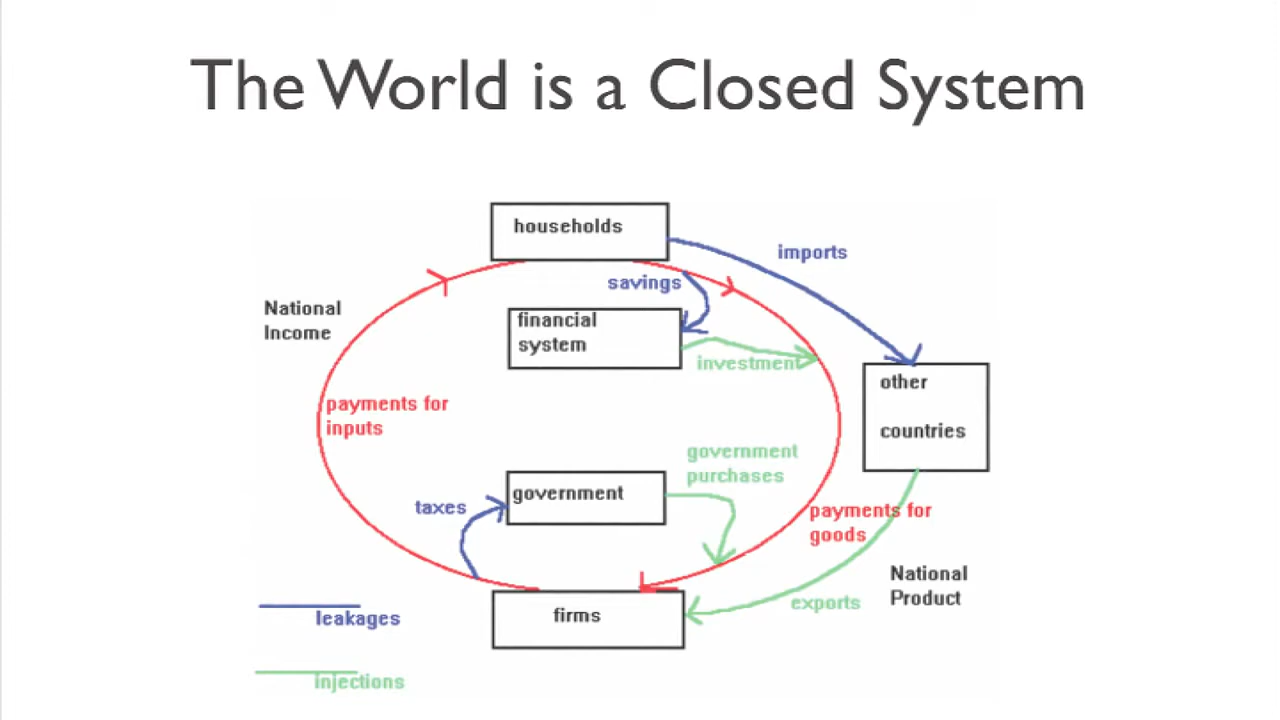 The World is a Closed System
households
imports
savings
National
Income
financial
system
investment
other
countries
payments for
inputs
government
purchases
government
taxes
payments for
goods
National
Product
exports
firms
leakages
injections